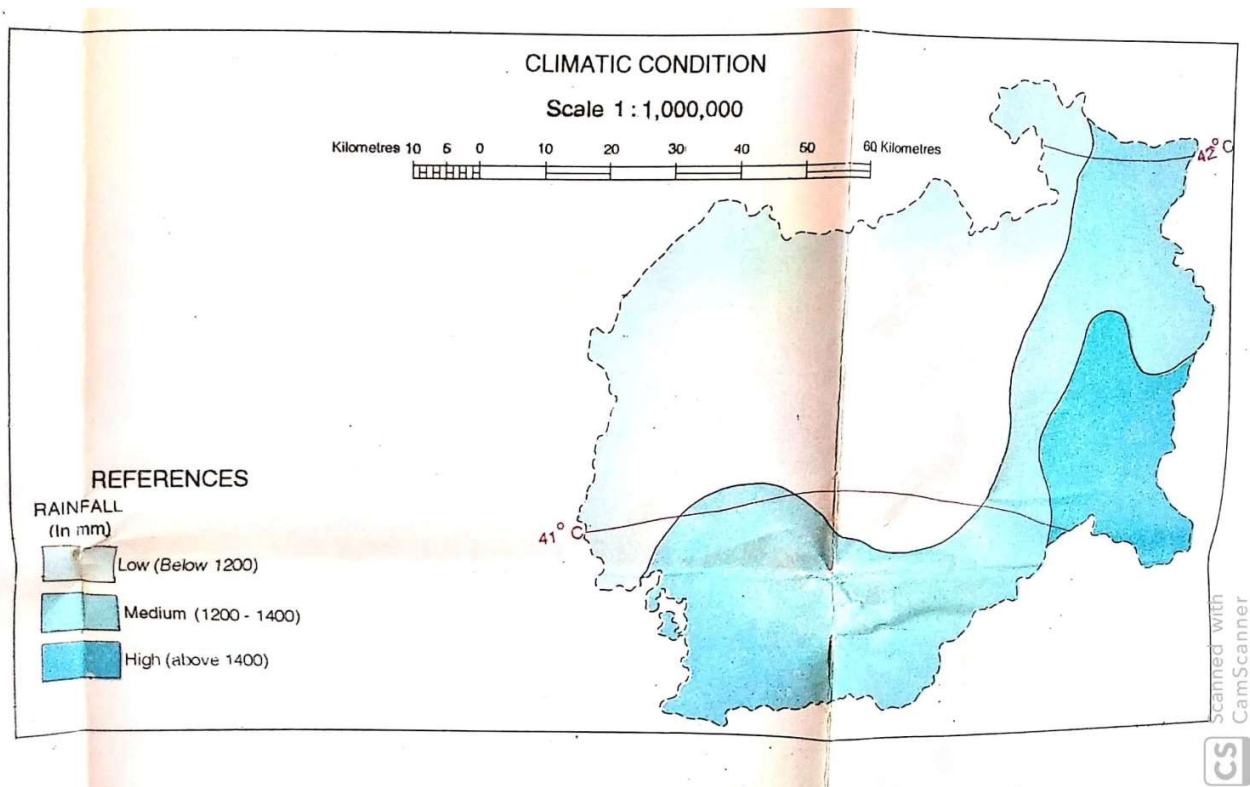 CLIMATIC CONDITION
Scale 1 : 1,000,000
Kilometres 10 5 0 10 20 30 40 50 60 Kilometres
42° C
41° C
REFERENCES
RAINFALL
(In mm)
Low (Below 1200)
Medium (1200 - 1400)
High (above 1400)
Scanned with
CamScanner
CS